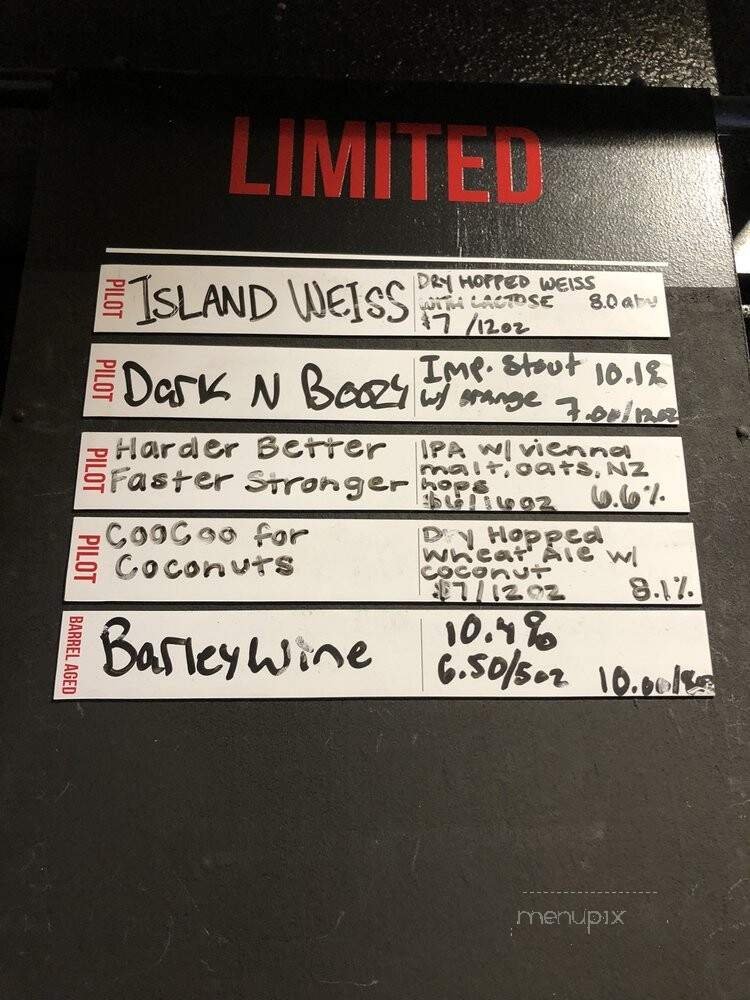 LIMITED
PILOT
ISLAND WEISS
DRY HOPPED WEISS
WITH LACTOSE 8.0 abv
$7 /12oz
PILOT
Dark N Boozy
Imp. Stout 10.1%
w/ orange 7.00/12oz
PILOT
Harder Better
Faster Stronger
IPA w/ vienna
malt, oats, NZ
hops
$6/16oz 6.6%
PILOT
CooCoo for
Coconuts
Dry Hopped
Wheat Ale w/
coconut
$7/12oz 8.1%
BARREL AGED
Barleywine
10.4%
6.50/5oz 10.00/8oz
menupix